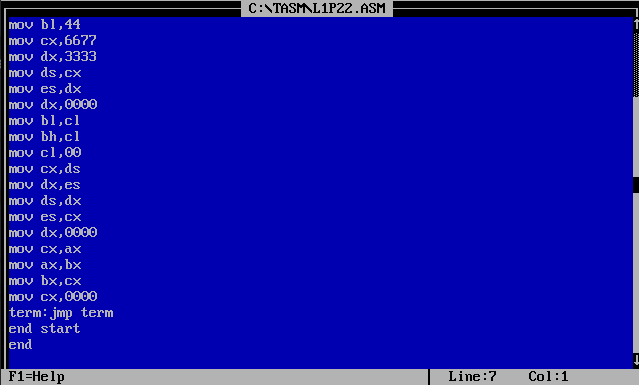 C:\TASM\L1P22.ASM
mov bl,44
mov cx,6677
mov dx,3333
mov ds,cx
mov es,dx
mov dx,0000
mov bl,cl
mov bh,cl
mov cl,00
mov cx,ds
mov dx,es
mov ds,dx
mov es,cx
mov dx,0000
mov cx,ax
mov ax,bx
mov bx,cx
mov cx,0000
term:jmp term
end start
end
F1=Help Line:7 Col:1